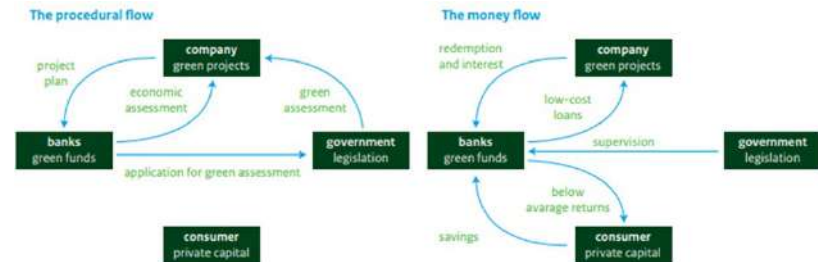 The procedural flow
company
green projects
project
plan
economic
assessment
green
assessment
banks
green funds
government
legislation
application for green assessment
consumer
private capital
The money flow
redemption
and interest
company
green projects
low-cost
loans
banks
green funds
supervision
government
legislation
below
avarage returns
savings
consumer
private capital